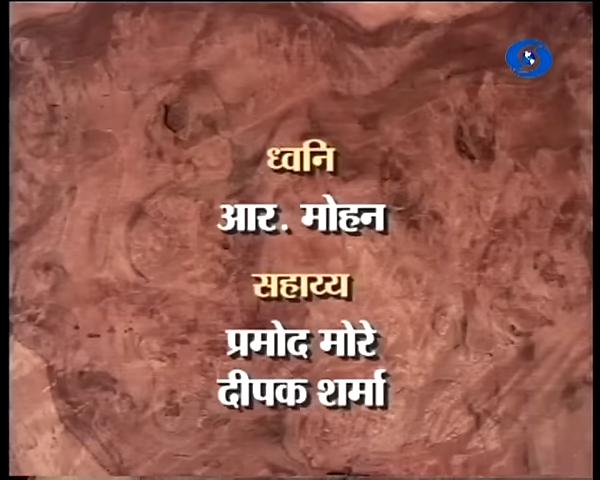 ध्वनि
आर. मोहन
सहाय्य
प्रमोद मोरे
दीपक शर्मा